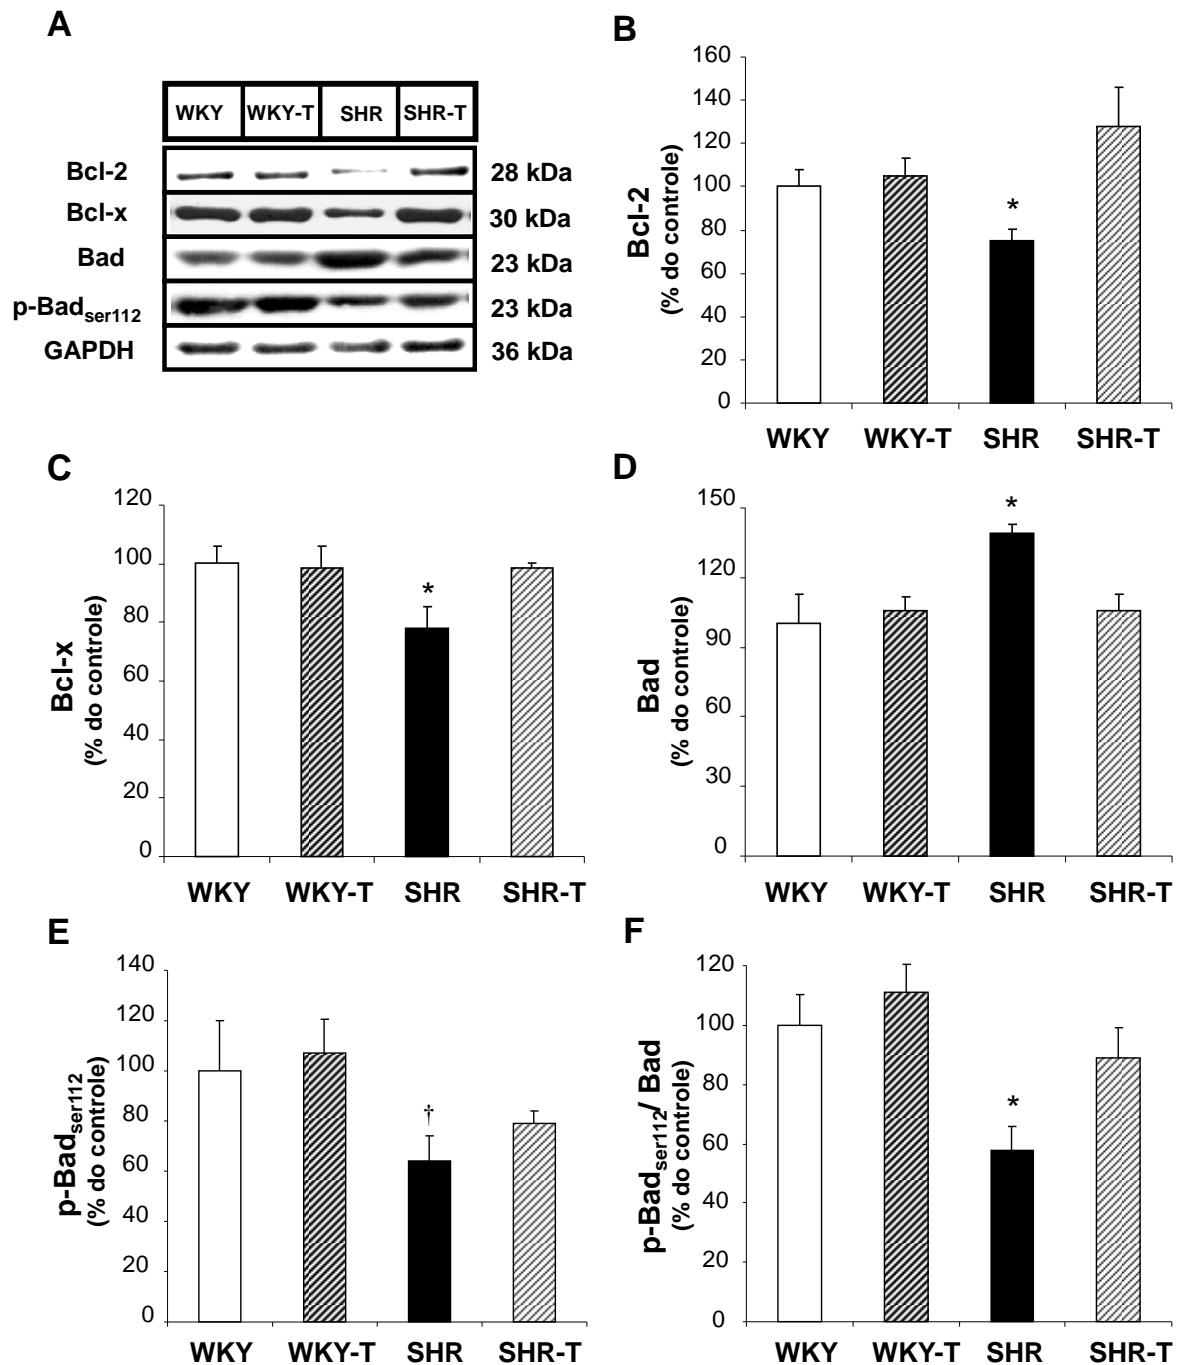 A
WKY WKY-T SHR SHR-T
Bcl-2 28 kDa
Bcl-x 30 kDa
Bad 23 kDa
p-Badser112 23 kDa
GAPDH 36 kDa
B
Bcl-2
(% do controle)
160
140
120
100
80
60
40
20
0
*
WKY WKY-T SHR SHR-T
C
Bcl-x
(% do controle)
120
100
80
60
40
20
0
*
WKY WKY-T SHR SHR-T
D
Bad
(% do controle)
150
120
90
60
30
0
*
WKY WKY-T SHR SHR-T
E
p-Badser112
(% do controle)
140
120
100
80
60
40
20
0
†
WKY WKY-T SHR SHR-T
F
p-Badser112/ Bad
(% do controle)
120
100
80
60
40
20
0
*
WKY WKY-T SHR SHR-T